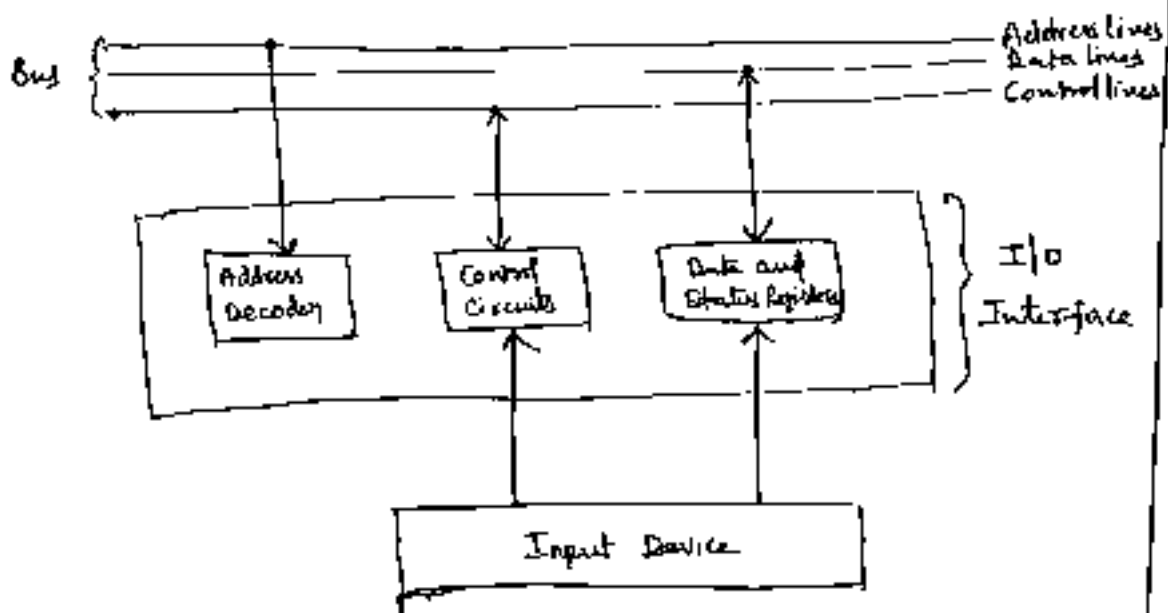 Address lines
Bus
Data lines
Control lines
Address
Decoder
Control
Circuits
Data and
Status Registers
I/O
Interface
Input Device